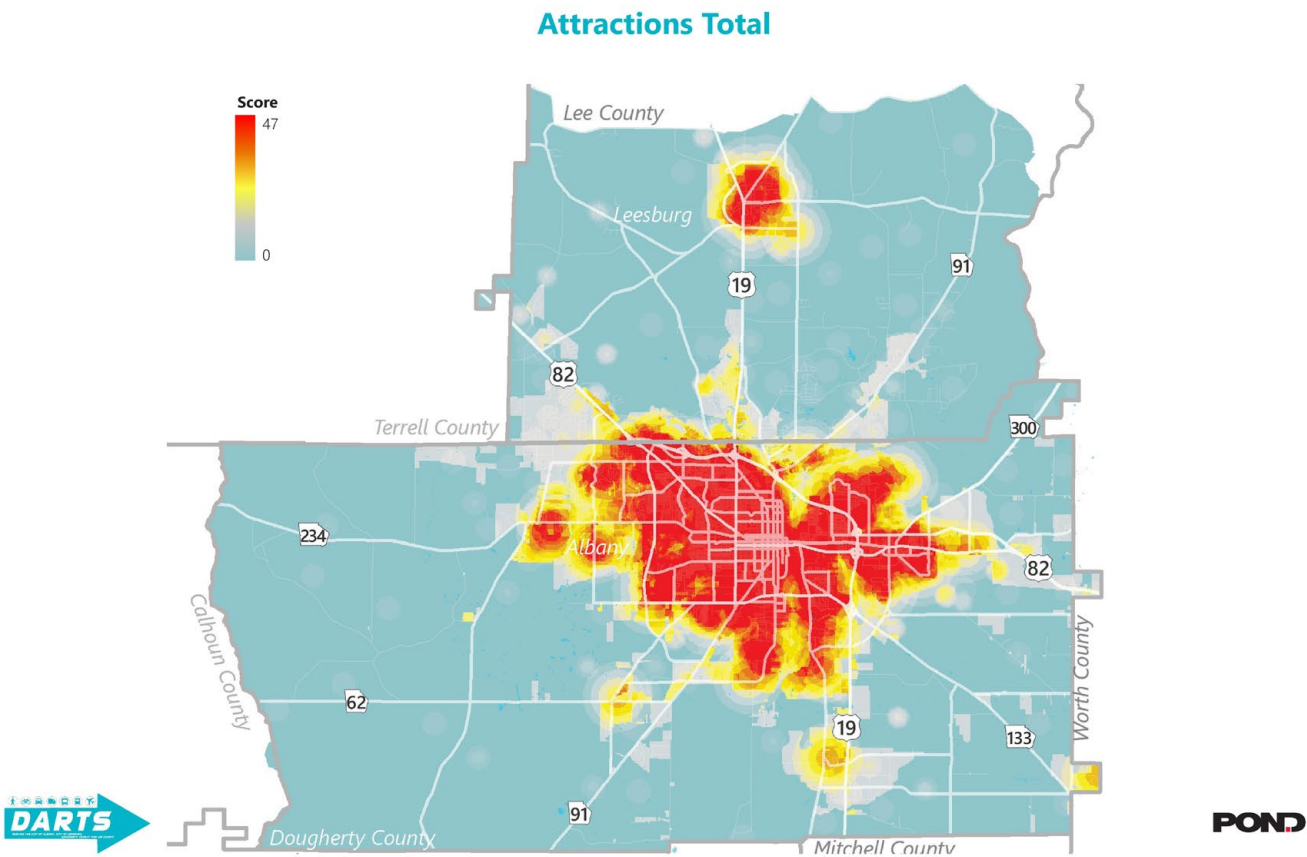 Attractions Total
Score
47
0
Lee County
Leesburg
91
19
82
Terrell County
300
234
Albany
82
Calhoun County
62
Worth County
19
133
91
Dougherty County
Mitchell County
DARTS
POND